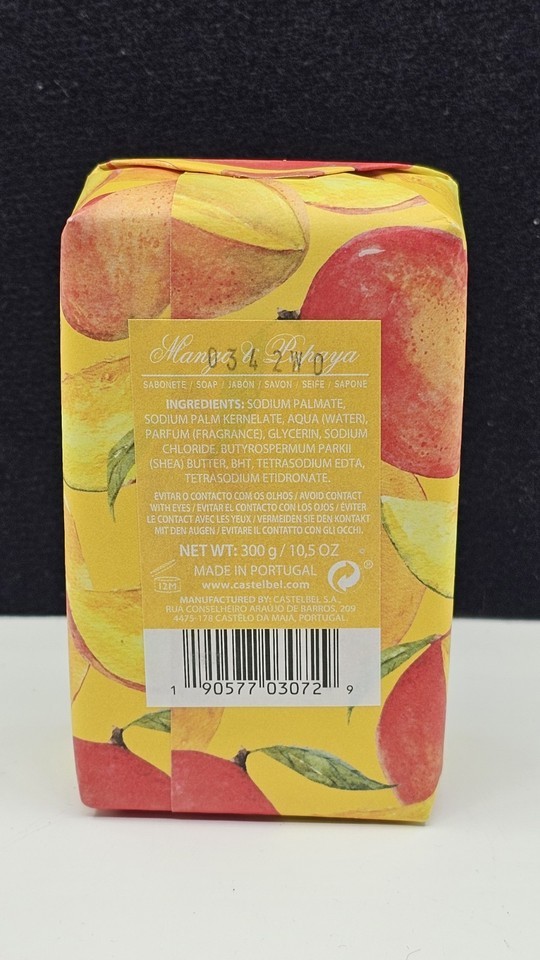 Mango & Papaya
0342WO
SABONETE / SOAP / JABÓN / SAVON / SEIFE / SAPONE
INGREDIENTS: SODIUM PALMATE,
SODIUM PALM KERNELATE, AQUA (WATER),
PARFUM (FRAGRANCE), GLYCERIN, SODIUM
CHLORIDE. BUTYROSPERMUM PARKII
(SHEA) BUTTER, BHT, TETRASODIUM EDTA,
TETRASODIUM ETIDRONATE.
EVITAR O CONTACTO COM OS OLHOS / AVOID CONTACT
WITH EYES / EVITAR EL CONTACTO CON LOS OJOS / ÉVITER
LE CONTACT AVEC LES YEUX / VERMEIDEN SIE DEN KONTAKT
MIT DEN AUGEN / EVITARE IL CONTATTO CON GLI OCCHI.
NET WT: 300 g / 10,5 OZ
MADE IN PORTUGAL
12M www.castelbel.com ®
MANUFACTURED BY: CASTELBEL S.A.,
RUA CONSELHEIRO ARAÚJO DE BARROS, 209
4475-178 CASTÊLO DA MAIA, PORTUGAL.
1 90577 03072 9